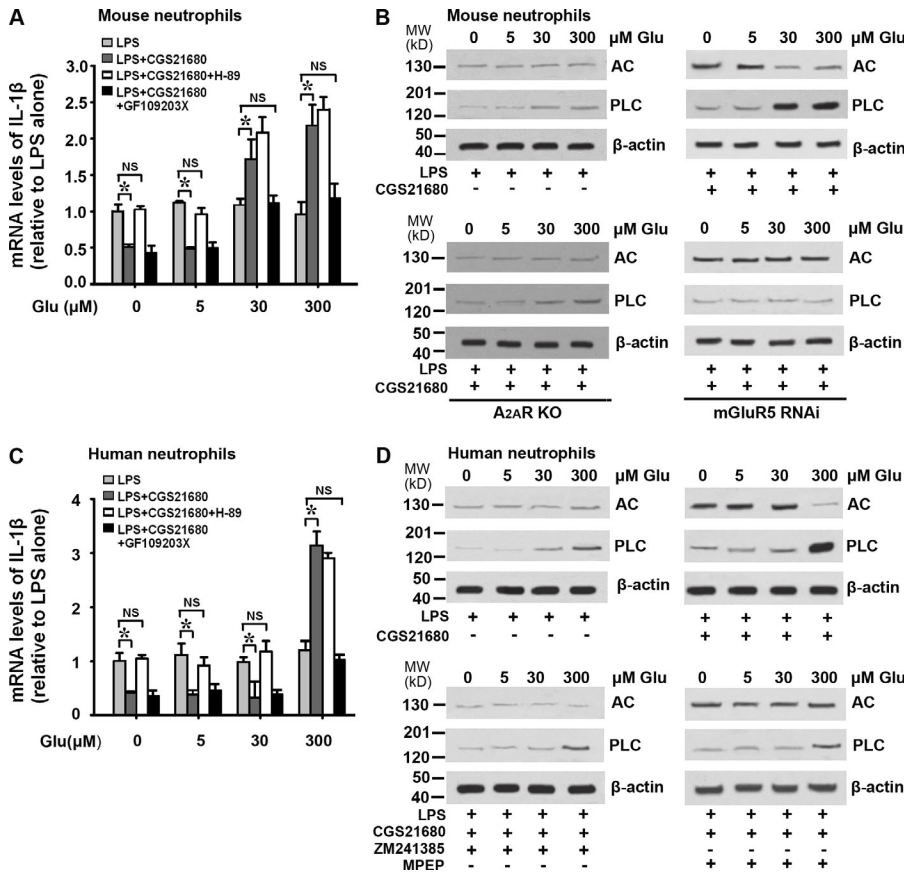 A
Mouse neutrophils
LPS
LPS+CGS21680
LPS+CGS21680+H-89
LPS+CGS21680
+GF109203X
mRNA levels of IL-1β
(relative to LPS alone)
3.0
2.5
2.0
1.5
1.0
0.5
0.0
NS
*
NS
*
NS
*
NS
*
Glu (µM)
0 5 30 300
B
Mouse neutrophils
MW
(kD)
0 5 30 300 µM Glu
130 AC
201
120 PLC
50
40 β-actin
LPS + + + +
CGS21680 - - - -
0 5 30 300 µM Glu
AC
PLC
β-actin
+ + + +
+ + + +
MW
(kD)
0 5 30 300 µM Glu
130 AC
201
120 PLC
50
40 β-actin
LPS + + + +
CGS21680 + + + +
A2AR KO
0 5 30 300 µM Glu
AC
PLC
β-actin
+ + + +
+ + + +
mGluR5 RNAi
C
Human neutrophils
LPS
LPS+CGS21680
LPS+CGS21680+H-89
LPS+CGS21680
+GF109203X
mRNA levels of IL-1β
(relative to LPS alone)
4
3
2
1
0
NS
*
NS
*
NS
*
NS
*
Glu(µM)
0 5 30 300
D
Human neutrophils
MW
(kD)
0 5 30 300 µM Glu
130 AC
201
120 PLC
50
40 β-actin
LPS + + + +
CGS21680 - - - -
0 5 30 300 µM Glu
AC
PLC
β-actin
+ + + +
+ + + +
MW
(kD)
0 5 30 300 µM Glu
130 AC
201
120 PLC
50
40 β-actin
LPS + + + +
CGS21680 + + + +
ZM241385 + + + +
MPEP - - - -
0 5 30 300 µM Glu
AC
PLC
β-actin
+ + + +
+ + + +
- - - -
+ + + +